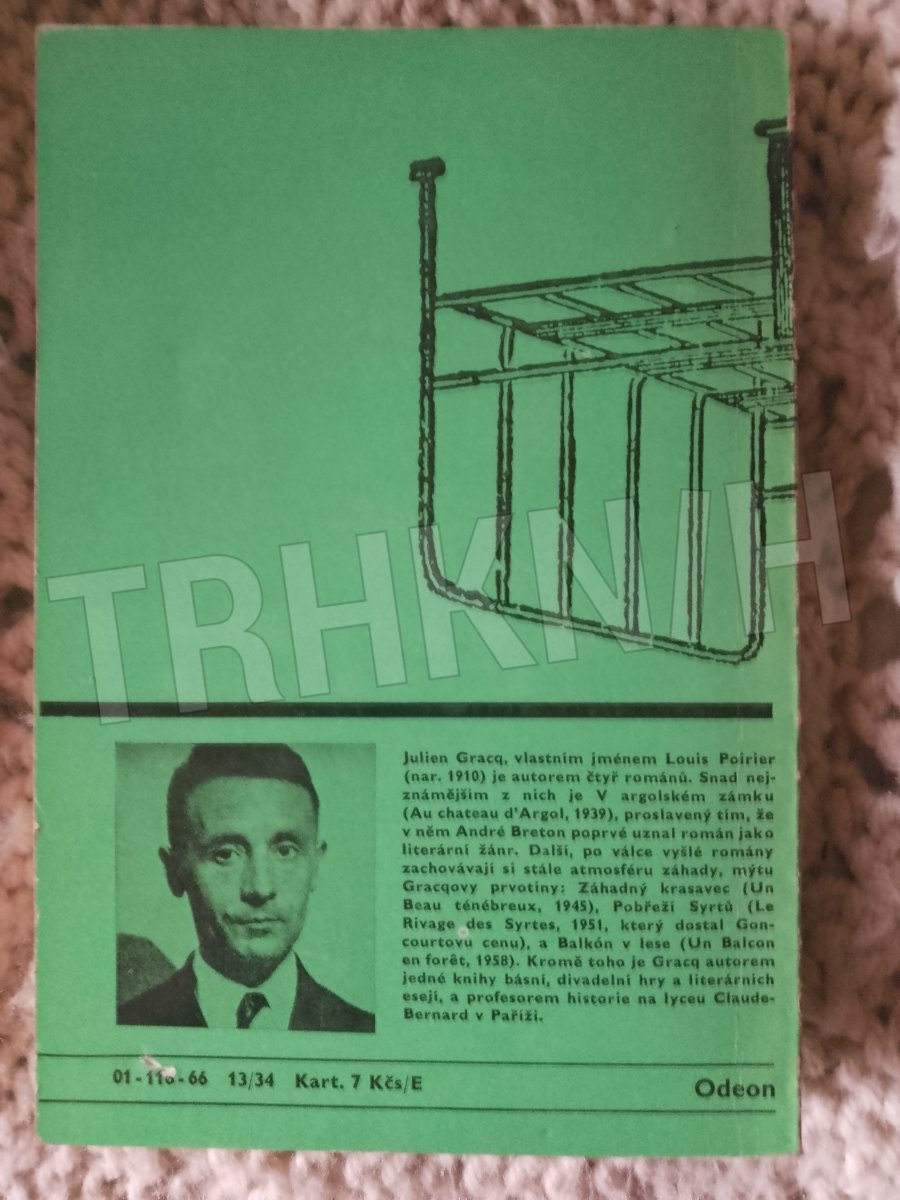 TRHKNIH
Julien Gracq, vlastním jménem Louis Poirier
(nar. 1910) je autorem čtyř románů. Snad nej-
známějším z nich je V argolském zámku
(Au chateau d'Argol, 1939), proslavený tím, že
v něm André Breton poprvé uznal román jako
literární žánr. Další, po válce vyšlé romány
zachovávají si stále atmosféru záhady, mýtu
Gracqovy prvotiny: Záhadný krasavec (Un
Beau ténébreux, 1945), Pobřeží Syrtů (Le
Rivage des Syrtes, 1951, který dostal Gon-
courtovu cenu), a Balkón v lese (Un Balcon
en forêt, 1958). Kromě toho je Gracq autorem
jedné knihy básní, divadelní hry a literárních
esejí, a profesorem historie na lyceu Claude-
Bernard v Paříži.
01-116-66 13/34 Kart. 7 Kčs/E
Odeon